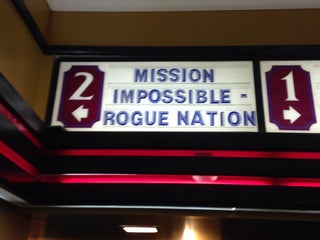 2
MISSION
IMPOSSIBLE -
ROGUE NATION
1